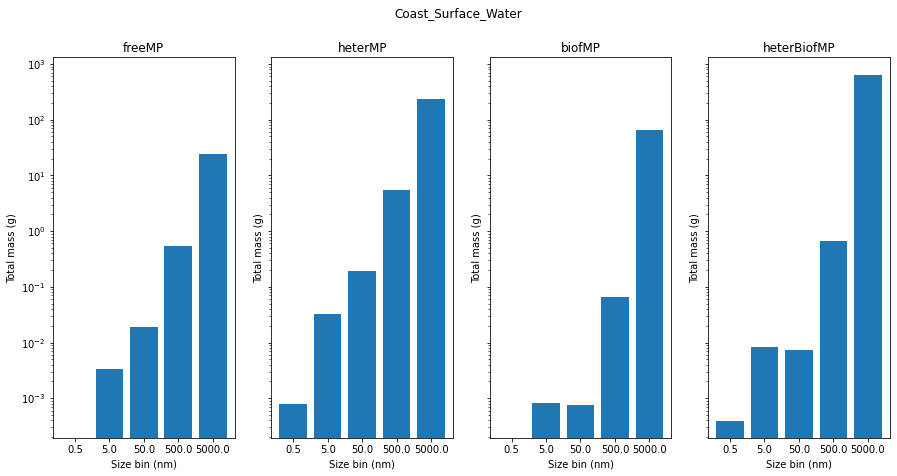 Coast_Surface_Water
freeMP
heterMP
biofMP
heterBiofMP
Total mass (g)
10³
10²
10¹
10⁰
10⁻¹
10⁻²
10⁻³
0.5 5.0 50.0 500.0 5000.0
Size bin (nm)
Total mass (g)
0.5 5.0 50.0 500.0 5000.0
Size bin (nm)
Total mass (g)
0.5 5.0 50.0 500.0 5000.0
Size bin (nm)
Total mass (g)
0.5 5.0 50.0 500.0 5000.0
Size bin (nm)